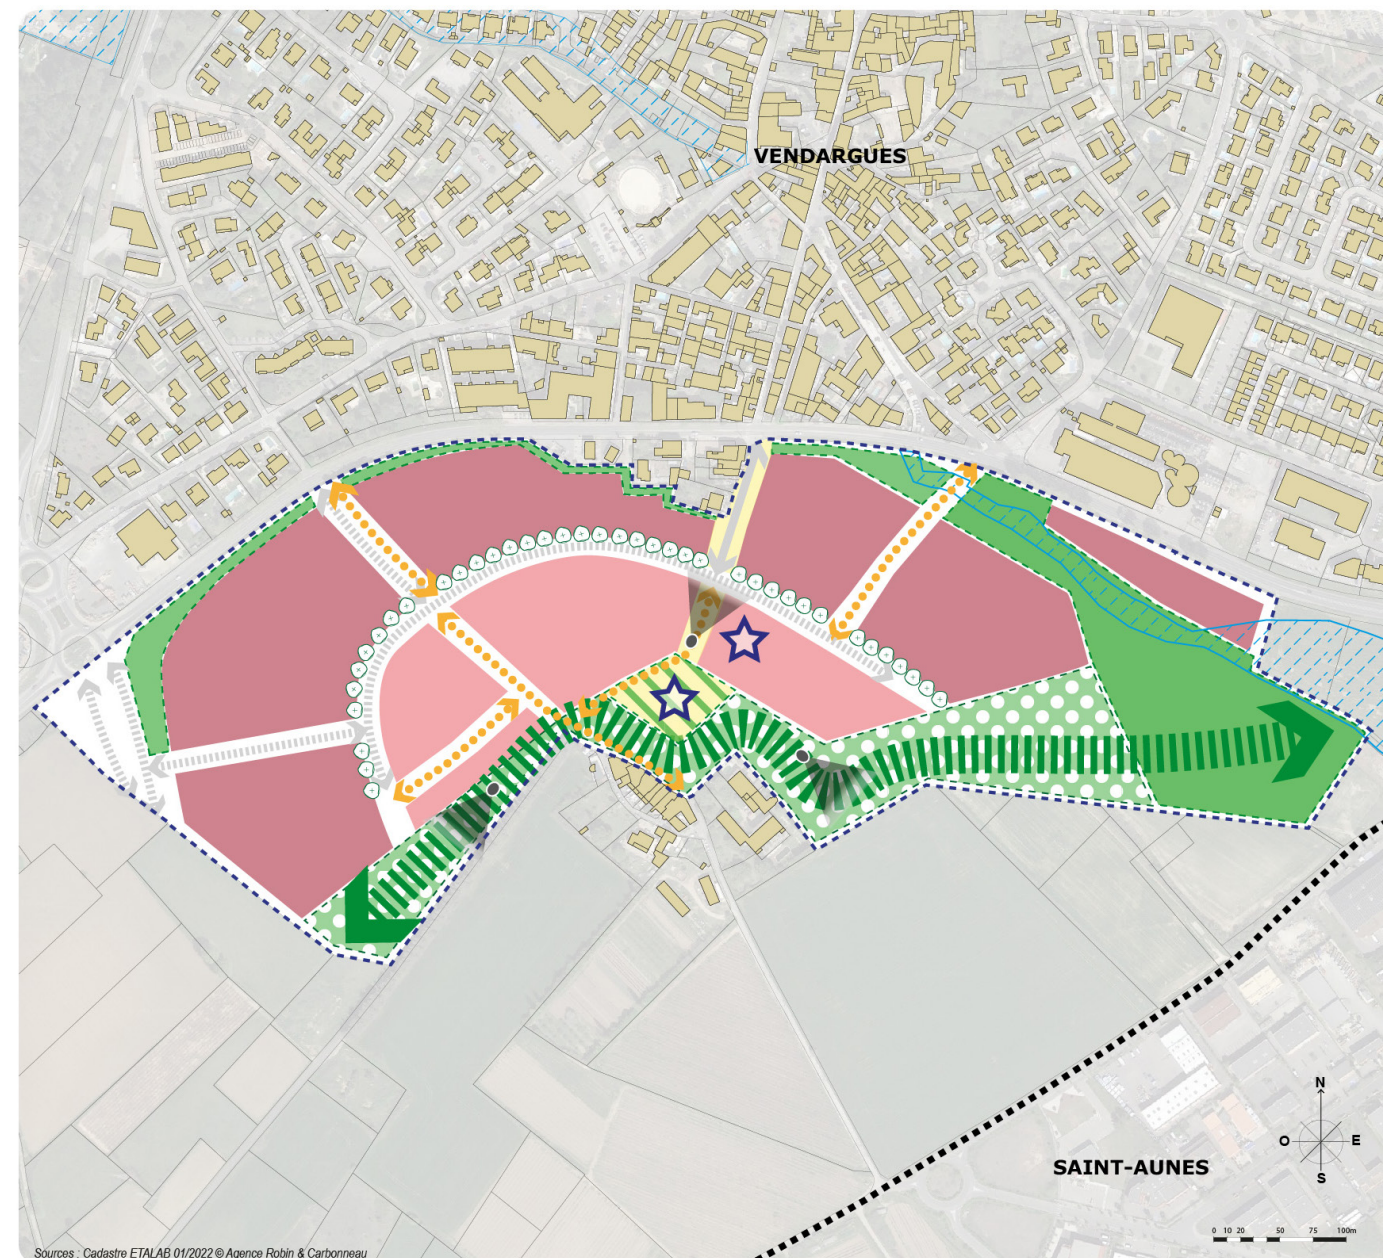 VENDARGUES
N
O
E
S
SAINT-AUNES
0 10 20 50 75 100m
Sources : Cadastre ETALAB 01/2022 © Agence Robin & Carbonneau